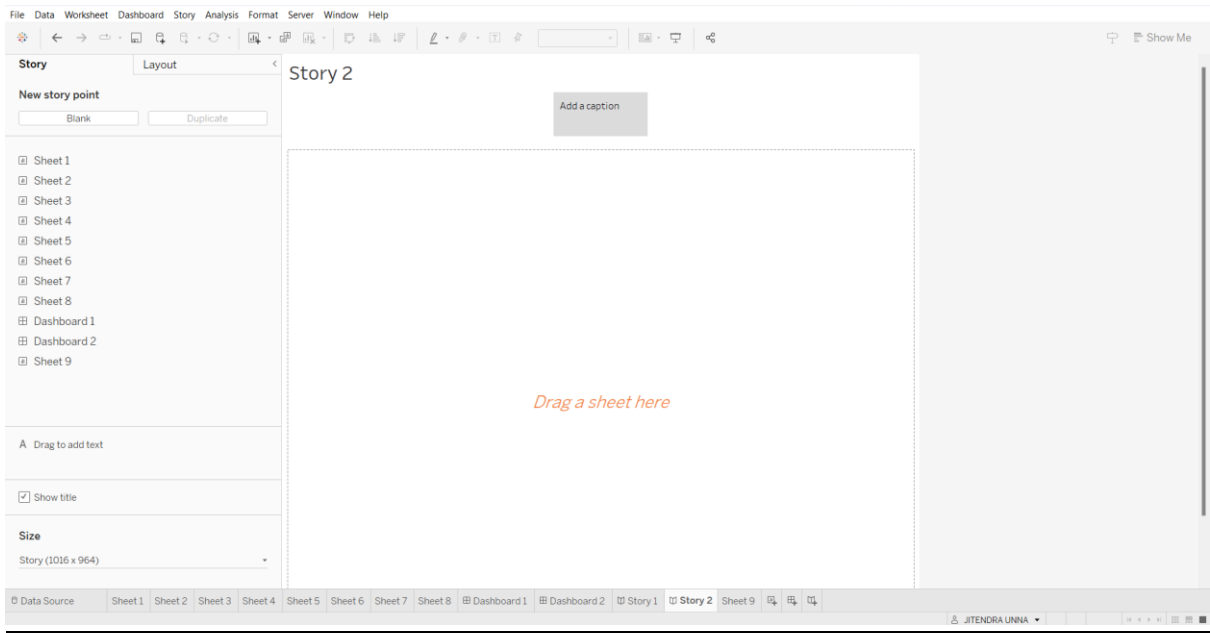 File Data Worksheet Dashboard Story Analysis Format Server Window Help
Show Me
Story Layout
New story point
Blank Duplicate
Sheet 1
Sheet 2
Sheet 3
Sheet 4
Sheet 5
Sheet 6
Sheet 7
Sheet 8
Dashboard 1
Dashboard 2
Sheet 9
A Drag to add text
Show title
Size
Story (1016 x 964)
Story 2
Add a caption
Drag a sheet here
Data Source Sheet 1 Sheet 2 Sheet 3 Sheet 4 Sheet 5 Sheet 6 Sheet 7 Sheet 8 Dashboard 1 Dashboard 2 Story 1 Story 2 Sheet 9
JITENDRA UNNA